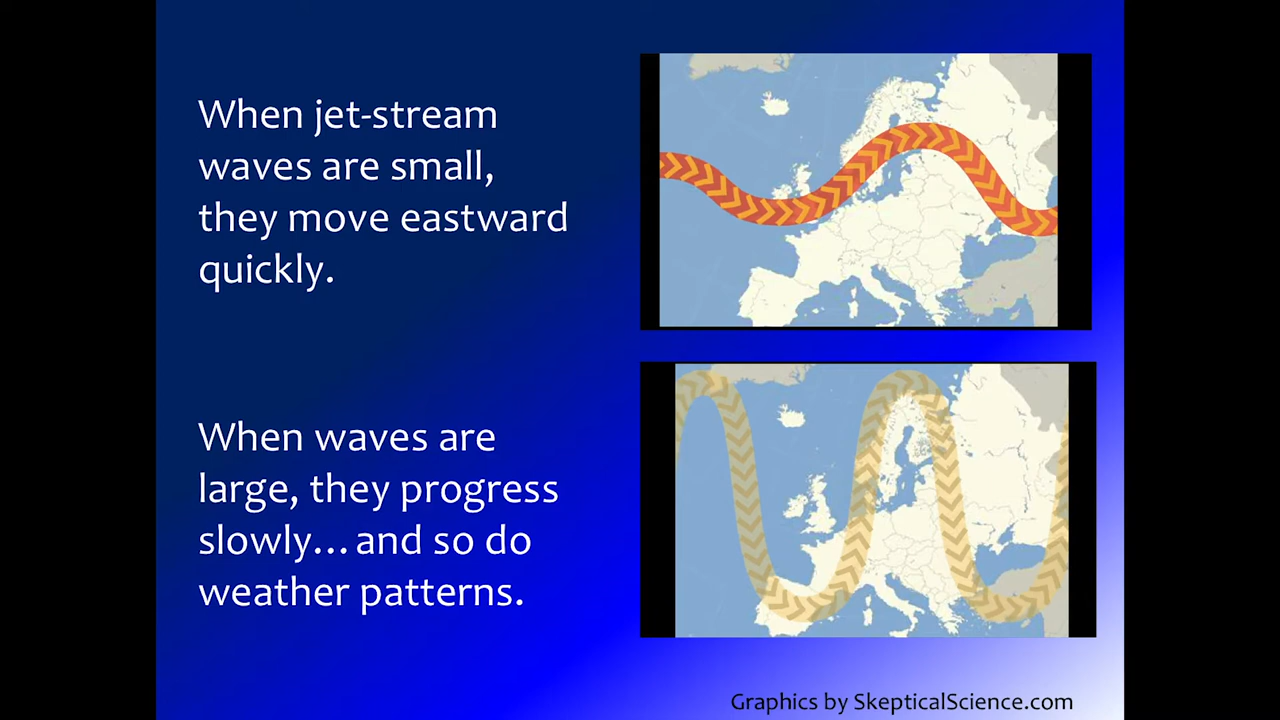 When jet-stream
waves are small,
they move eastward
quickly.
When waves are
large, they progress
slowly...and so do
weather patterns.
Graphics by SkepticalScience.com